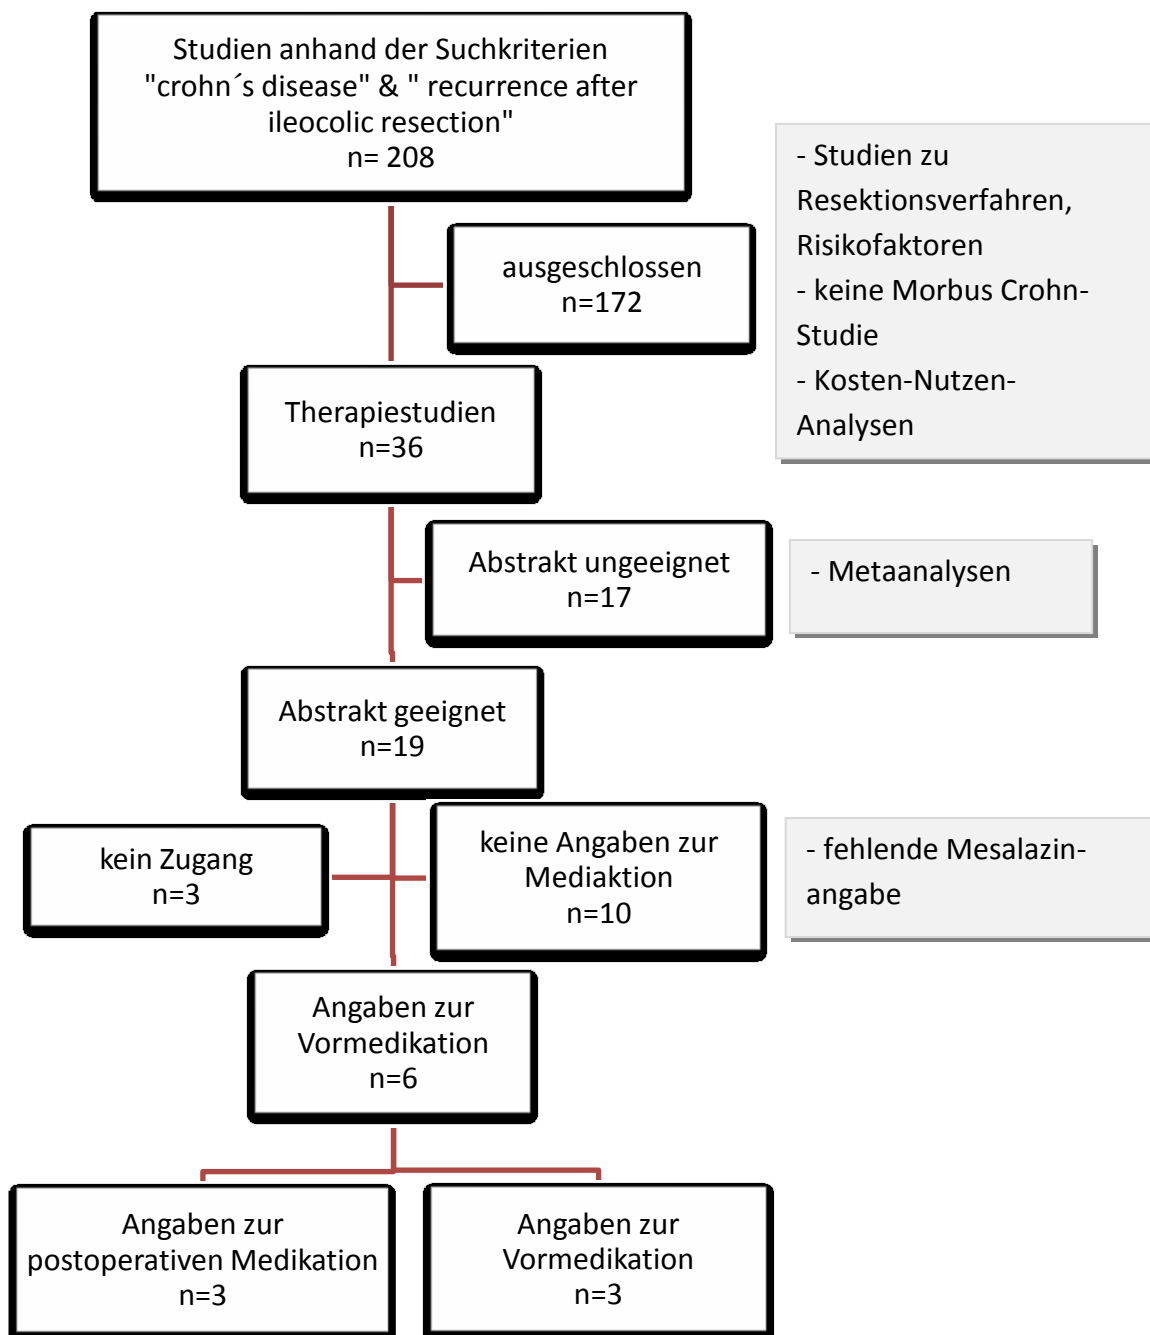 Studien anhand der Suchkriterien
"crohn´s disease" & " recurrence after
ileocolic resection"
n= 208
ausgeschlossen
n=172
- Studien zu
Resektionsverfahren,
Risikofaktoren
- keine Morbus Crohn-
Studie
- Kosten-Nutzen-
Analysen
Therapiestudien
n=36
Abstrakt ungeeignet
n=17
- Metaanalysen
Abstrakt geeignet
n=19
kein Zugang
n=3
keine Angaben zur
Mediaktion
n=10
- fehlende Mesalazin-
angabe
Angaben zur
Vormedikation
n=6
Angaben zur
postoperativen Medikation
n=3
Angaben zur
Vormedikation
n=3